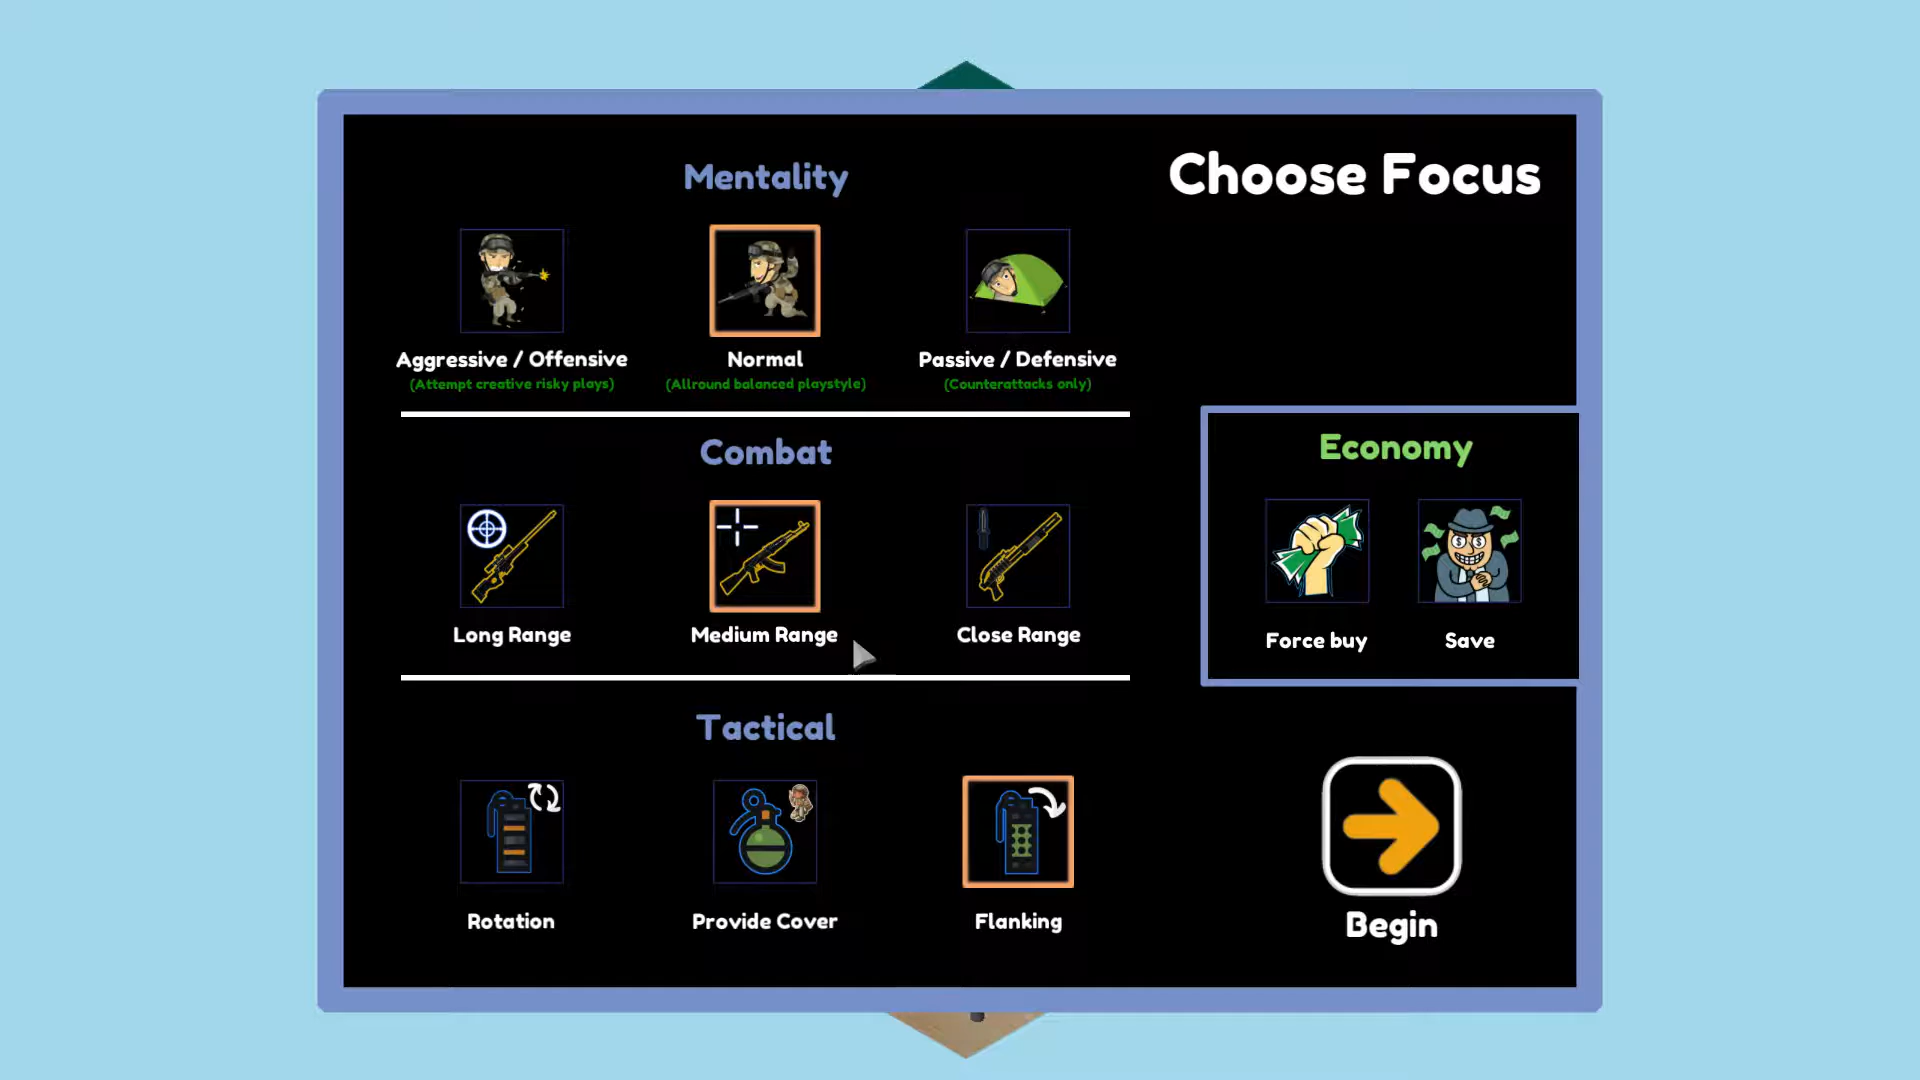 Choose Focus
Mentality
Aggressive / Offensive
(Attempt creative risky plays)
Normal
(Allround balanced playstyle)
Passive / Defensive
(Counterattacks only)
Combat
Long Range
Medium Range
Close Range
Economy
Force buy
Save
Tactical
Rotation
Provide Cover
Flanking
Begin